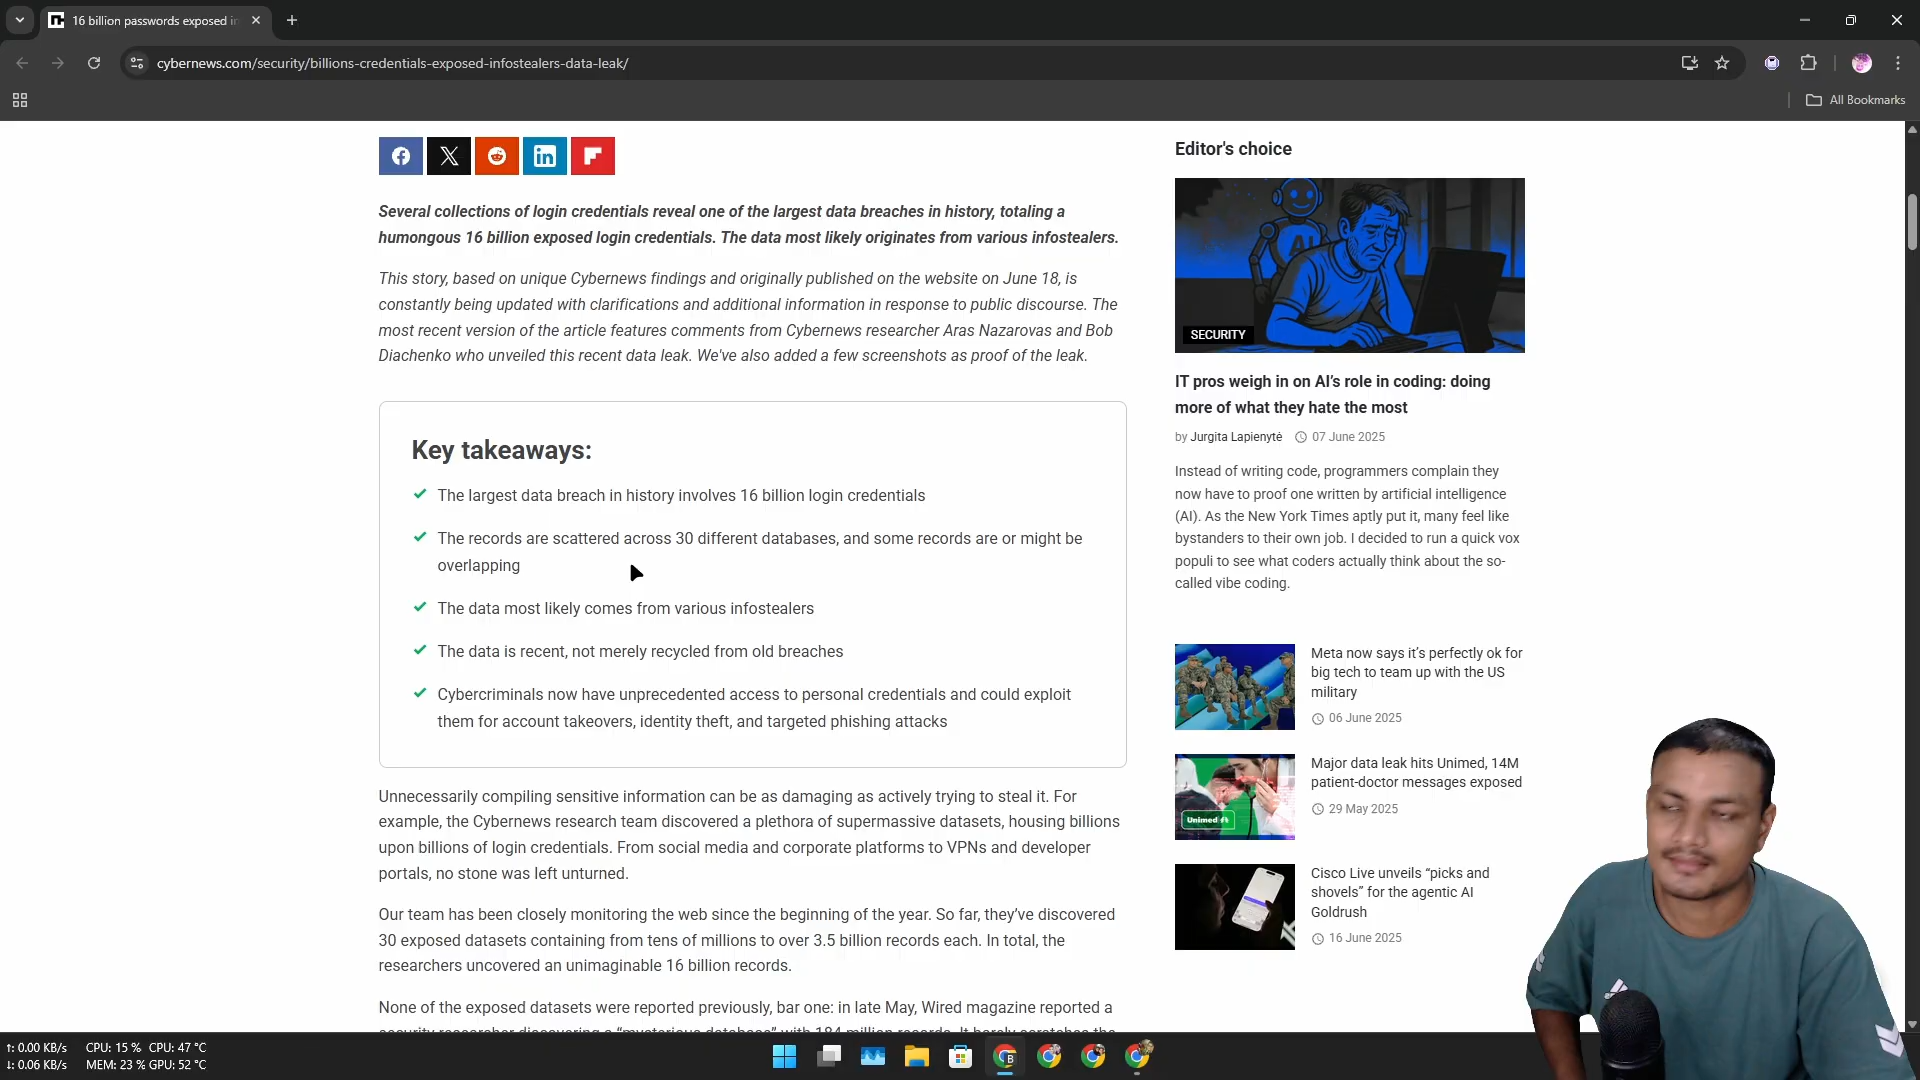 16 billion passwords exposed in
cybernews.com/security/billions-credentials-exposed-infostealers-data-leak/
All Bookmarks
Several collections of login credentials reveal one of the largest data breaches in history, totaling a
humongous 16 billion exposed login credentials. The data most likely originates from various infostealers.
This story, based on unique Cybernews findings and originally published on the website on June 18, is
constantly being updated with clarifications and additional information in response to public discourse. The
most recent version of the article features comments from Cybernews researcher Aras Nazarovas and Bob
Diachenko who unveiled this recent data leak. We've also added a few screenshots as proof of the leak.
Key takeaways:
The largest data breach in history involves 16 billion login credentials
The records are scattered across 30 different databases, and some records are or might be
overlapping
The data most likely comes from various infostealers
The data is recent, not merely recycled from old breaches
Cybercriminals now have unprecedented access to personal credentials and could exploit
them for account takeovers, identity theft, and targeted phishing attacks
Unnecessarily compiling sensitive information can be as damaging as actively trying to steal it. For
example, the Cybernews research team discovered a plethora of supermassive datasets, housing billions
upon billions of login credentials. From social media and corporate platforms to VPNs and developer
portals, no stone was left unturned.
Our team has been closely monitoring the web since the beginning of the year. So far, they've discovered
30 exposed datasets containing from tens of millions to over 3.5 billion records each. In total, the
researchers uncovered an unimaginable 16 billion records.
None of the exposed datasets were reported previously, bar one: in late May, Wired magazine reported a
security researcher discovering a "mysterious database" with 184 million records. It barely scratches the
Editor's choice
AI
SECURITY
IT pros weigh in on AI's role in coding: doing
more of what they hate the most
by Jurgita Lapienytė 07 June 2025
Instead of writing code, programmers complain they
now have to proof one written by artificial intelligence
(AI). As the New York Times aptly put it, many feel like
bystanders to their own job. I decided to run a quick vox
populi to see what coders actually think about the so-
called vibe coding.
Meta now says it's perfectly ok for
big tech to team up with the US
military
06 June 2025
Unimed
Major data leak hits Unimed, 14M
patient-doctor messages exposed
29 May 2025
Cisco Live unveils "picks and
shovels" for the agentic AI
Goldrush
16 June 2025
↑: 0.00 KB/s CPU: 15 % CPU: 47 °C
↓: 0.06 KB/s MEM: 23 % GPU: 52 °C